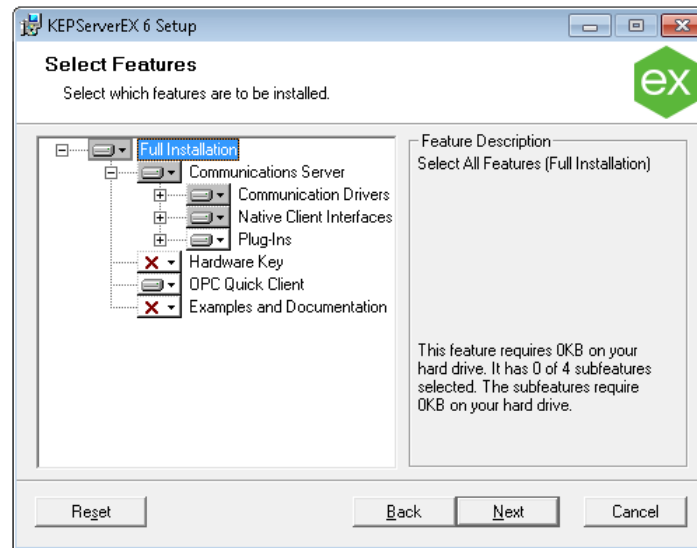 KEPServerEX 6 Setup
Select Features
Select which features are to be installed.
ex
Full Installation
Communications Server
Communication Drivers
Native Client Interfaces
Plug-Ins
Hardware Key
OPC Quick Client
Examples and Documentation
Feature Description
Select All Features (Full Installation)
This feature requires 0KB on your
hard drive. It has 0 of 4 subfeatures
selected. The subfeatures require
0KB on your hard drive.
Reset
Back
Next
Cancel